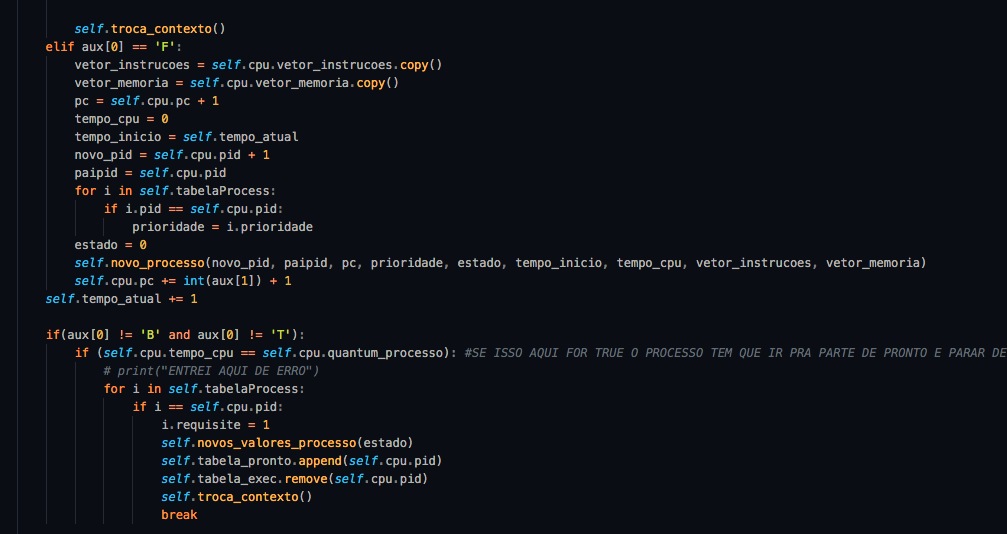 self.troca_contexto()
elif aux[0] == 'F':
vetor_instrucoes = self.cpu.vetor_instrucoes.copy()
vetor_memoria = self.cpu.vetor_memoria.copy()
pc = self.cpu.pc + 1
tempo_cpu = 0
tempo_inicio = self.tempo_atual
novo_pid = self.cpu.pid + 1
paipid = self.cpu.pid
for i in self.tabelaProcess:
if i.pid == self.cpu.pid:
prioridade = i.prioridade
estado = 0
self.novo_processo(novo_pid, paipid, pc, prioridade, estado, tempo_inicio, tempo_cpu, vetor_instrucoes, vetor_memoria)
self.cpu.pc += int(aux[1]) + 1
self.tempo_atual += 1
if(aux[0] != 'B' and aux[0] != 'T'):
if (self.cpu.tempo_cpu == self.cpu.quantum_processo): #SE ISSO AQUI FOR TRUE O PROCESSO TEM QUE IR PRA PARTE DE PRONTO E PARAR DE
# print("ENTREI AQUI DE ERRO")
for i in self.tabelaProcess:
if i == self.cpu.pid:
i.requisite = 1
self.novos_valores_processo(estado)
self.tabela_pronto.append(self.cpu.pid)
self.tabela_exec.remove(self.cpu.pid)
self.troca_contexto()
break